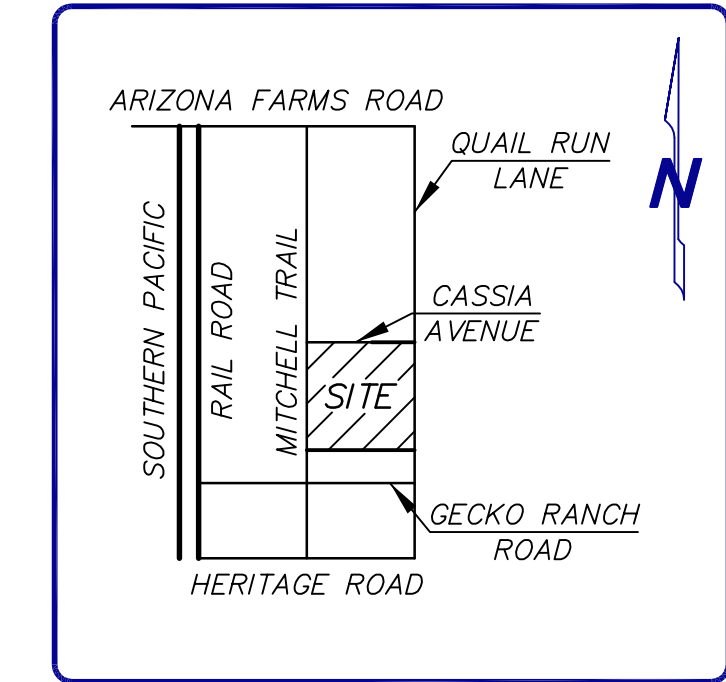 ARIZONA FARMS ROAD
QUAIL RUN
LANE
N
SOUTHERN PACIFIC
RAIL ROAD
MITCHELL TRAIL
CASSIA
AVENUE
SITE
GECKO RANCH
ROAD
HERITAGE ROAD